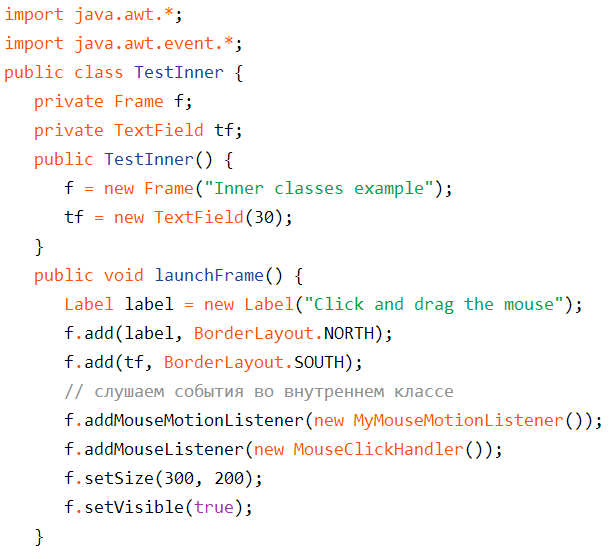 import java.awt.*;
import java.awt.event.*;
public class TestInner {
   private Frame f;
   private TextField tf;
   public TestInner() {
      f = new Frame("Inner classes example");
      tf = new TextField(30);
   }
   public void launchFrame() {
      Label label = new Label("Click and drag the mouse");
      f.add(label, BorderLayout.NORTH);
      f.add(tf, BorderLayout.SOUTH);
      // слушаем события во внутреннем классе
      f.addMouseMotionListener(new MyMouseMotionListener());
      f.addMouseListener(new MouseClickHandler());
      f.setSize(300, 200);
      f.setVisible(true);
   }